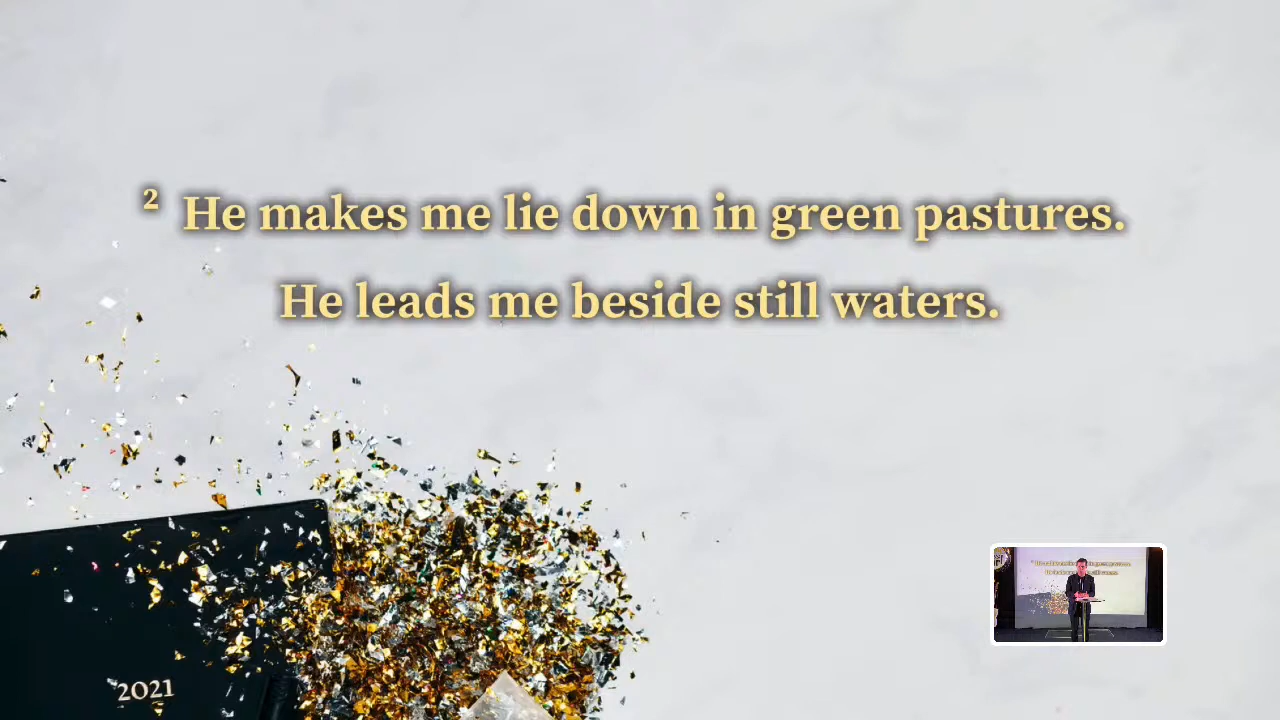 ² He makes me lie down in green pastures.
He leads me beside still waters.
2021